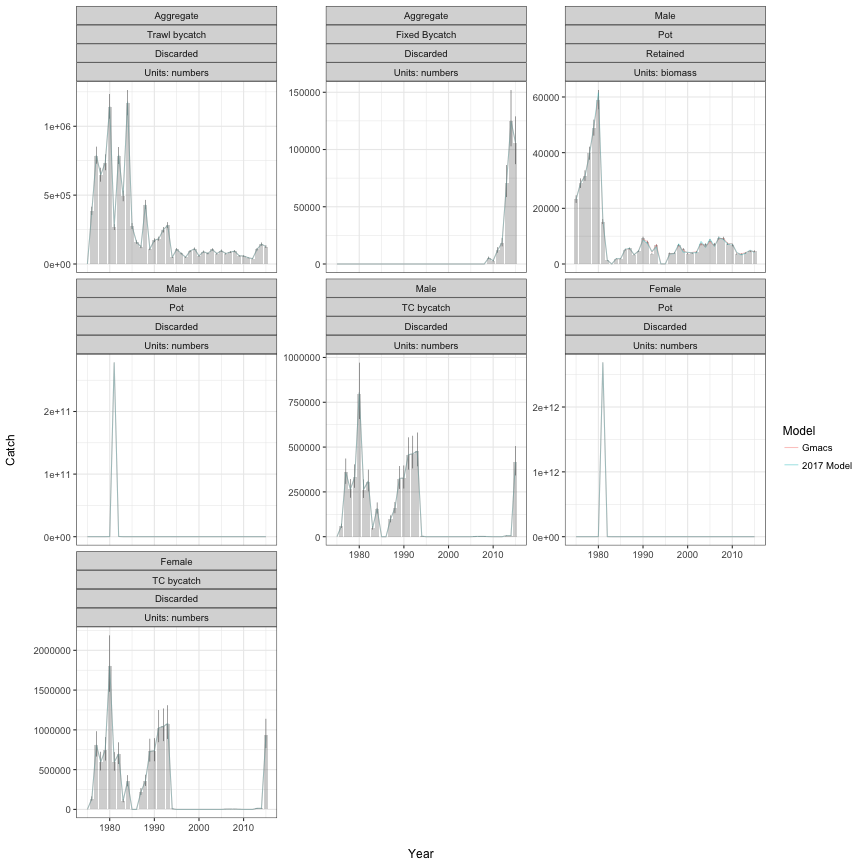 Aggregate Aggregate Male
Trawl bycatch Fixed Bycatch Pot
Discarded Discarded Retained
Units: numbers Units: numbers Units: biomass
1e+06
5e+05
0e+00
150000
100000
50000
0
60000
40000
20000
0
Male Male Female
Pot TC bycatch Pot
Discarded Discarded Discarded
Units: numbers Units: numbers Units: numbers
2e+11
1e+11
0e+00
1000000
750000
500000
250000
0
1980 1990 2000 2010
2e+12
1e+12
0e+00
1980 1990 2000 2010
Female
TC bycatch
Discarded
Units: numbers
2000000
1500000
1000000
500000
0
1980 1990 2000 2010
Catch
Year
Model
Gmacs
2017 Model